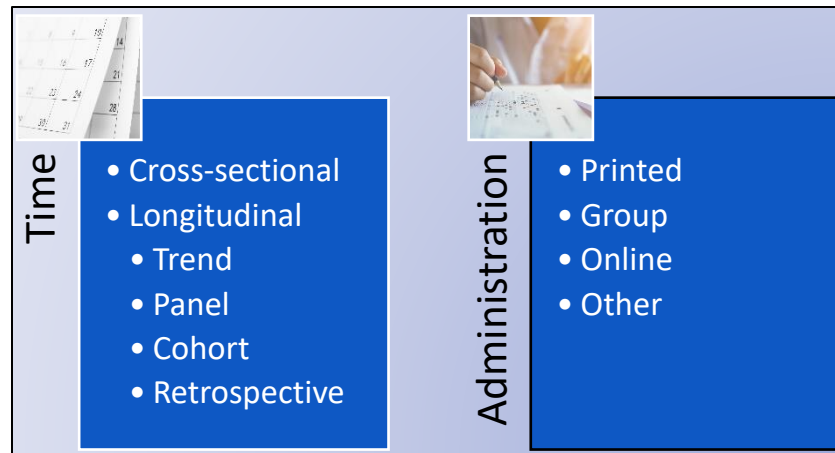 Time
• Cross-sectional
• Longitudinal
• Trend
• Panel
• Cohort
• Retrospective
Administration
• Printed
• Group
• Online
• Other